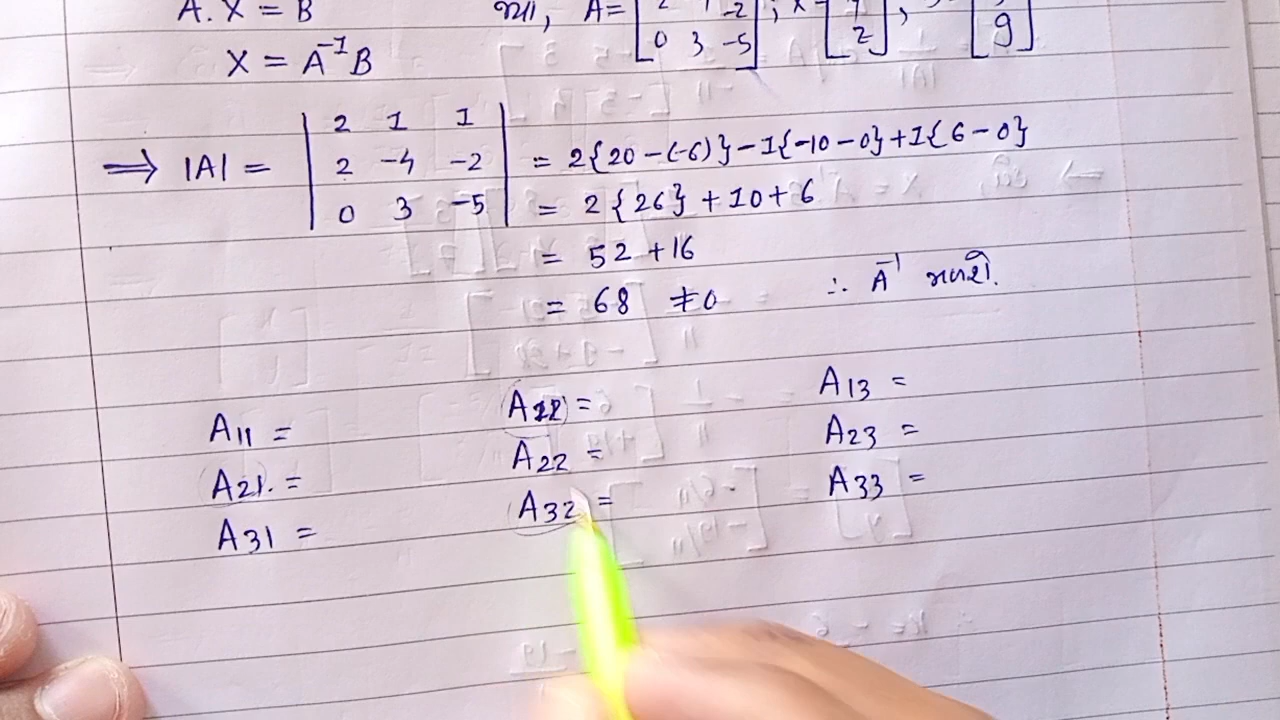 A. X = B
X = A⁻¹B
, A = [ -2 ; 0 3 -5 ] ; X [ 2 ] , [ 9 ]
⟹ |A| = | 2 1 1 | = 2{20 - (-6)} - 1{-10 - 0} + 1{6 - 0}
| 2 -4 -2 |
| 0 3 -5 | = 2 {26} + 10 + 6
= 52 + 16
= 68 ≠ 0 ∴ A⁻¹ મળશે.
A11 = A12 = A13 =
A21 = A22 = A23 =
A31 = A32 = A33 =